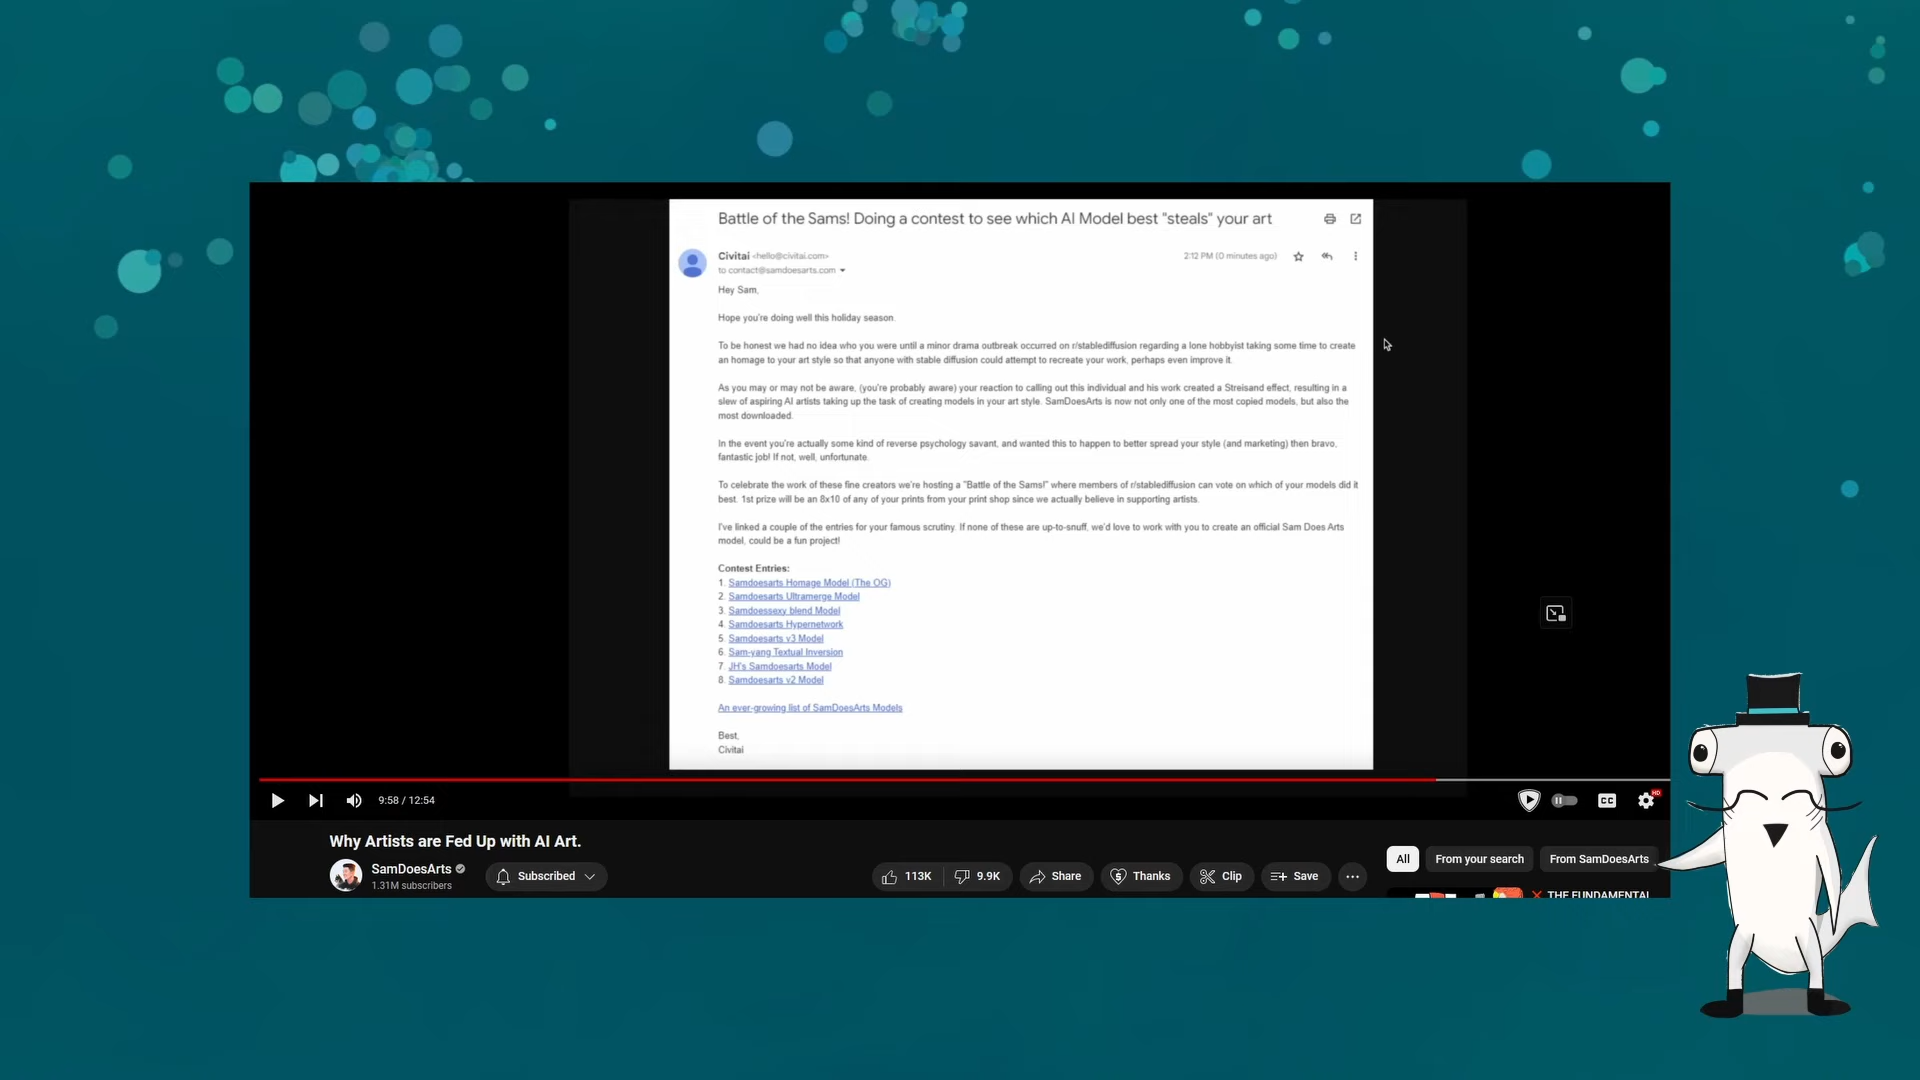 Battle of the Sams! Doing a contest to see which AI Model best "steals" your art
Civitai <hello@civitai.com>
2:12 PM (0 minutes ago)
to contact@samdoesarts.com
Hey Sam,
Hope you're doing well this holiday season.
To be honest we had no idea who you were until a minor drama outbreak occurred on r/stablediffusion regarding a lone hobbyist taking some time to create
an homage to your art style so that anyone with stable diffusion could attempt to recreate your work, perhaps even improve it.
As you may or may not be aware, (you're probably aware) your reaction to calling out this individual and his work created a Streisand effect, resulting in a
slew of aspiring AI artists taking up the task of creating models in your art style. SamDoesArts is now not only one of the most copied models, but also the
most downloaded.
In the event you're actually some kind of reverse psychology savant, and wanted this to happen to better spread your style (and marketing) then bravo,
fantastic job! If not, well, unfortunate.
To celebrate the work of these fine creators we're hosting a "Battle of the Sams!" where members of r/stablediffusion can vote on which of your models did it
best. 1st prize will be an 8x10 of any of your prints from your print shop since we actually believe in supporting artists.
I've linked a couple of the entries for your famous scrutiny. If none of these are up-to-snuff, we'd love to work with you to create an official Sam Does Arts
model, could be a fun project!
Contest Entries:
1. Samdoesarts Homage Model (The OG)
2. Samdoesarts Ultramerge Model
3. Samdoessexy blend Model
4. Samdoesarts Hypernetwork
5. Samdoesarts v3 Model
6. Sam-yang Textual Inversion
7. JH's Samdoesarts Model
8. Samdoesarts v2 Model
An ever-growing list of SamDoesArts Models
Best,
Civitai
9:58 / 12:54
CC
HD
Why Artists are Fed Up with AI Art.
SamDoesArts
1.31M subscribers
Subscribed
113K
9.9K
Share
Thanks
Clip
Save
All
From your search
From SamDoesArts
THE FUNDAMENTAL